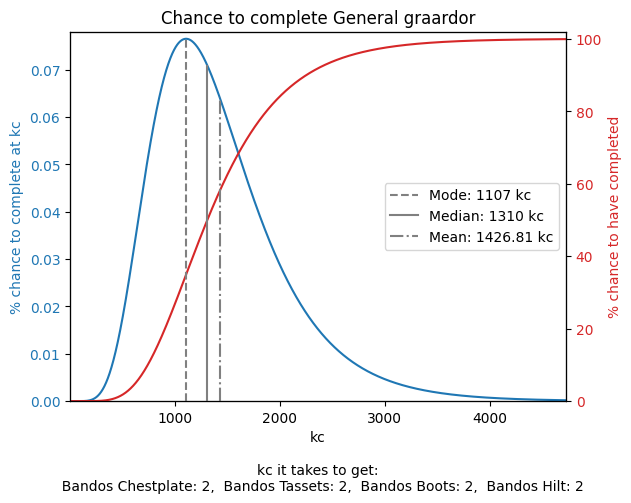 Chance to complete General graardor
% chance to complete at kc
0.07
0.06
0.05
0.04
0.03
0.02
0.01
0.00
100
80
60
40
20
0
% chance to have completed
Mode: 1107 kc
Median: 1310 kc
Mean: 1426.81 kc
1000 2000 3000 4000
kc
kc it takes to get:
Bandos Chestplate: 2,  Bandos Tassets: 2,  Bandos Boots: 2,  Bandos Hilt: 2